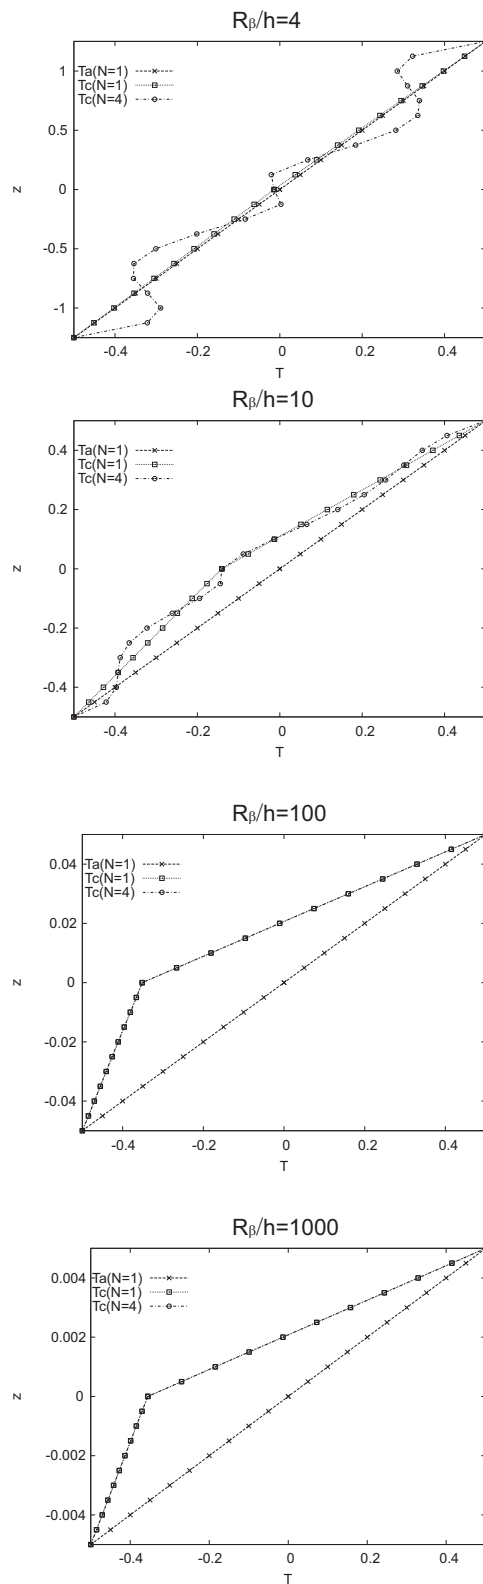 Rβ/h=4
1
0.5
0
-0.5
-1
z
Ta(N=1)
Tc(N=1)
Tc(N=4)
-0.4 -0.2 0 0.2 0.4
T
Rβ/h=10
0.4
0.2
0
-0.2
-0.4
z
Ta(N=1)
Tc(N=1)
Tc(N=4)
-0.4 -0.2 0 0.2 0.4
T
Rβ/h=100
0.04
0.02
0
-0.02
-0.04
z
Ta(N=1)
Tc(N=1)
Tc(N=4)
-0.4 -0.2 0 0.2 0.4
T
Rβ/h=1000
0.004
0.002
0
-0.002
-0.004
z
Ta(N=1)
Tc(N=1)
Tc(N=4)
-0.4 -0.2 0 0.2 0.4
T